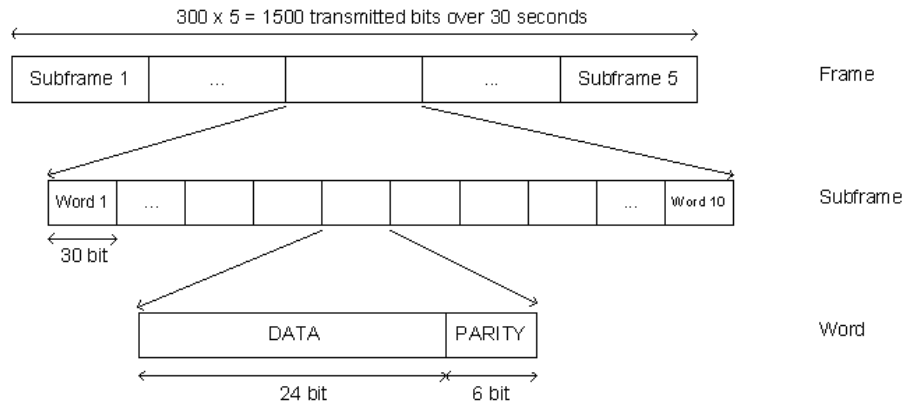 300 x 5 = 1500 transmitted bits over 30 seconds
Subframe 1 ... ... Subframe 5 Frame
Word 1 ... ... Word 10 Subframe
30 bit
DATA PARITY Word
24 bit 6 bit